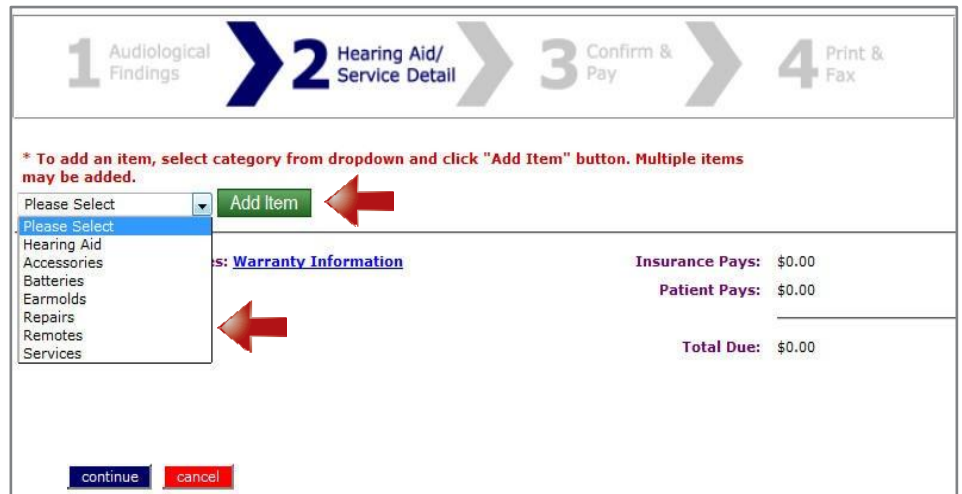 1 Audiological
Findings
2 Hearing Aid/
Service Detail
3 Confirm &
Pay
4 Print &
Fax
* To add an item, select category from dropdown and click "Add Item" button. Multiple items
may be added.
Please Select Add Item
Please Select
Hearing Aid
Accessories
Batteries
Earmolds
Repairs
Remotes
Services
s: Warranty Information
Insurance Pays: $0.00
Patient Pays: $0.00
Total Due: $0.00
continue cancel